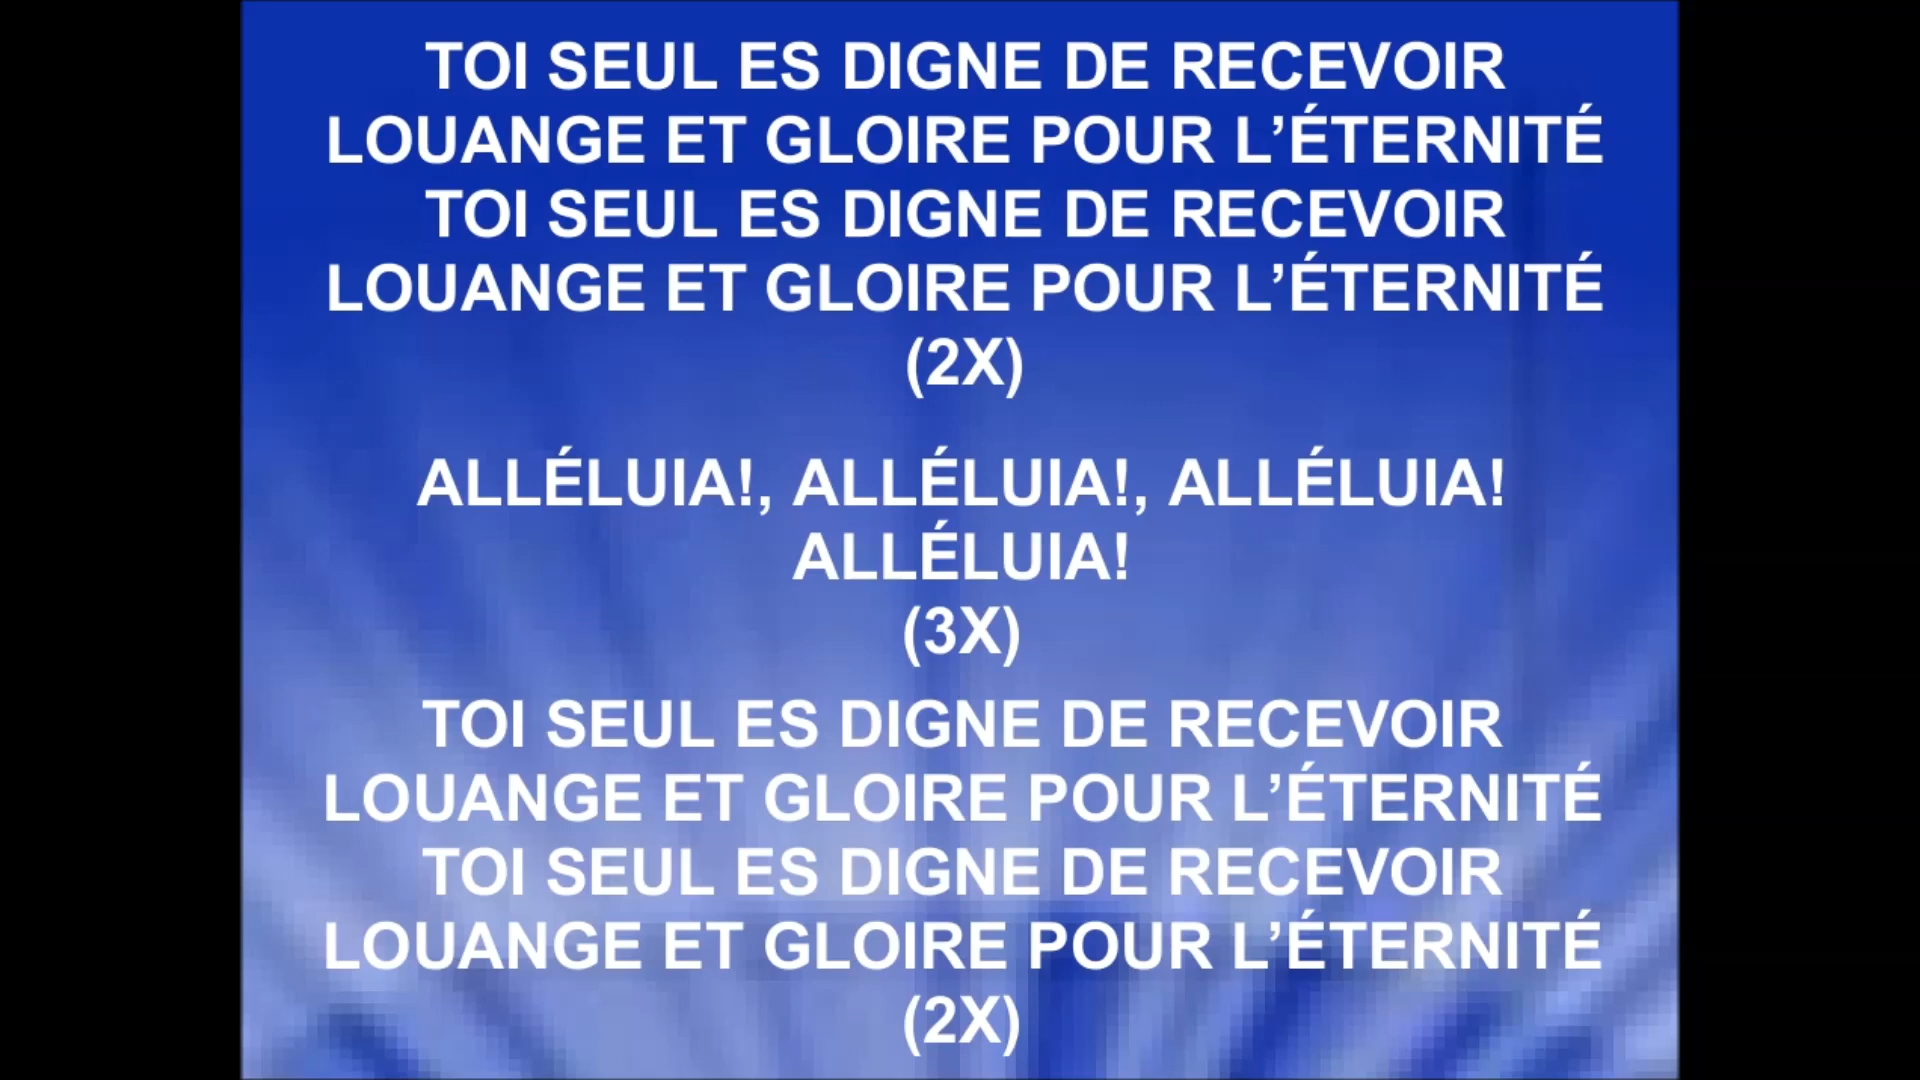 TOI SEUL ES DIGNE DE RECEVOIR
LOUANGE ET GLOIRE POUR L’ÉTERNITÉ
TOI SEUL ES DIGNE DE RECEVOIR
LOUANGE ET GLOIRE POUR L’ÉTERNITÉ
(2X)
ALLÉLUIA!, ALLÉLUIA!, ALLÉLUIA!
ALLÉLUIA!
(3X)
TOI SEUL ES DIGNE DE RECEVOIR
LOUANGE ET GLOIRE POUR L’ÉTERNITÉ
TOI SEUL ES DIGNE DE RECEVOIR
LOUANGE ET GLOIRE POUR L’ÉTERNITÉ
(2X)